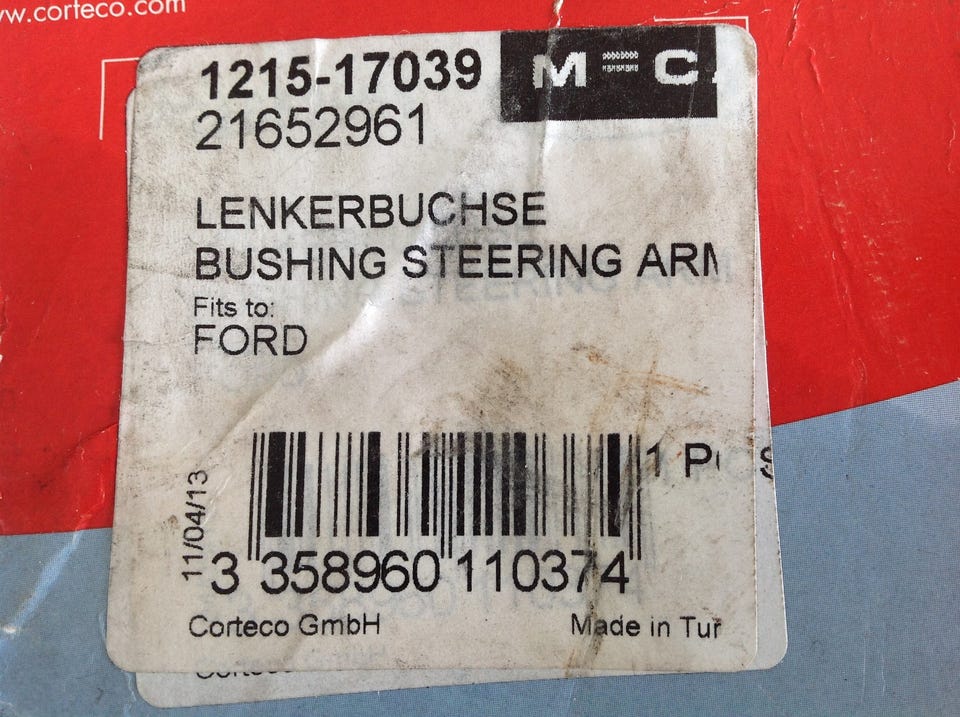 www.corteco.com
1215-17039
21652961
LENKERBUCHSE
BUSHING STEERING ARM
Fits to:
FORD
1
11/04/13
3 358960 110374
Corteco GmbH
Made in